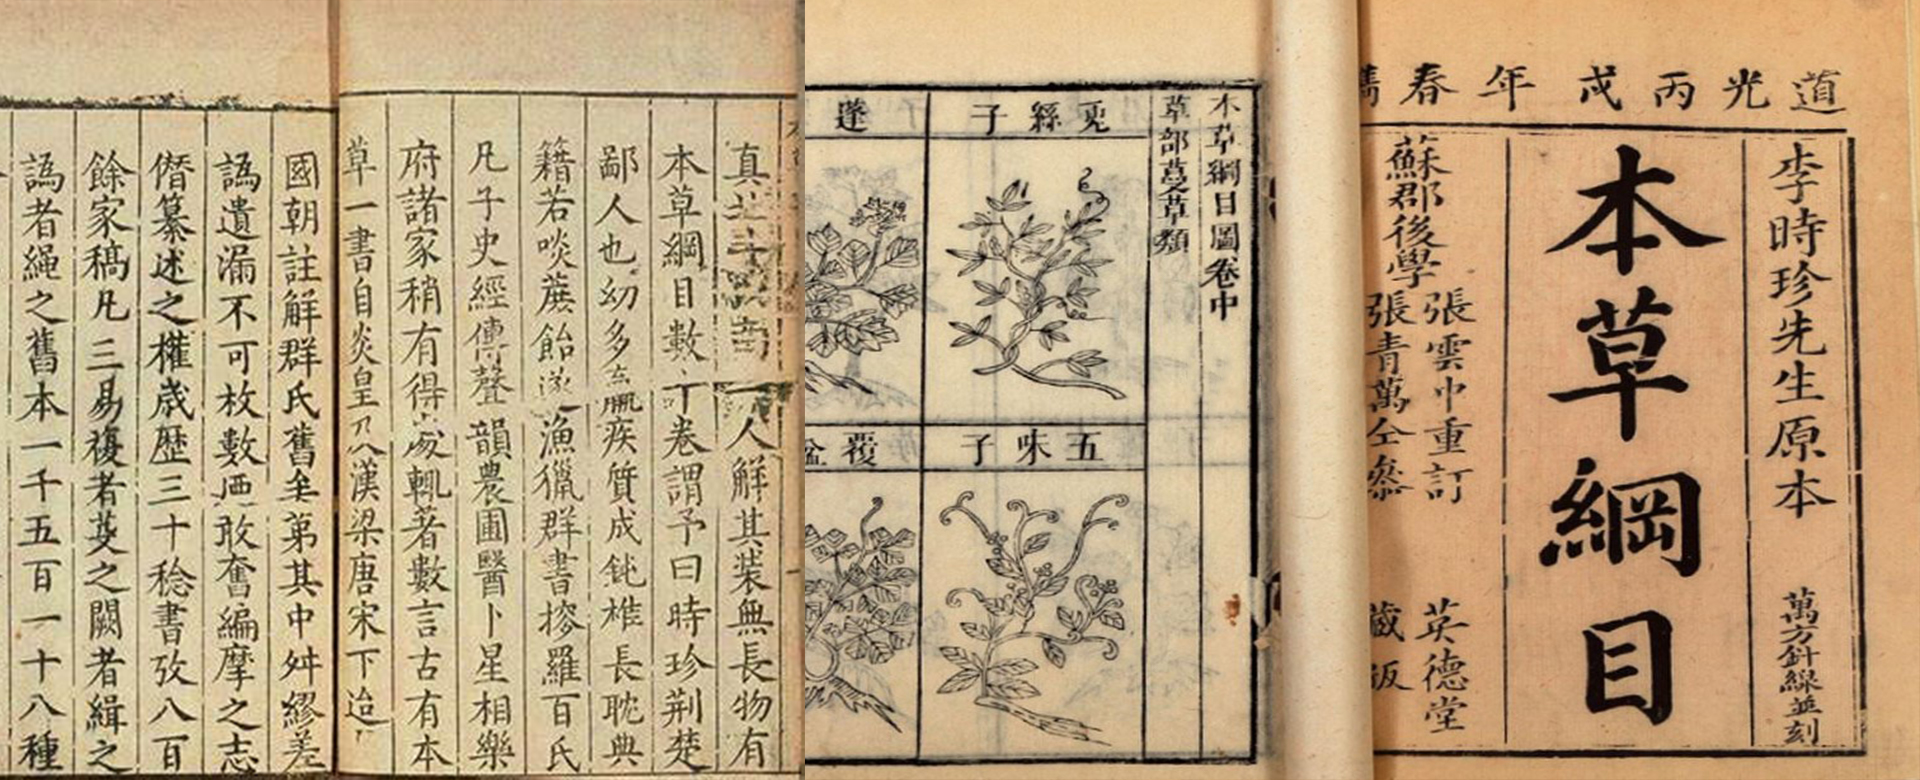 道光丙戌年春鐫
李時珍先生原本
萬方針線並刻
本草綱目
蘇郡後學
張雲中重訂
張青萬仝參
英德堂
藏版
本草綱目圖卷中
草部蔓草類
兎絲子
蓬
五味子
覆盆
人解其裝無長物有
本草綱目數十卷謂予曰時珍荆楚
鄙人也幼多羸疾質成鈍椎長耽典
籍若啖蔗飴遂漁獵群書搜羅百氏
凡子史經傳聲韻農圃醫卜星相樂
府諸家稍有得處輒著數言古有本
草一書自炎皇及漢梁唐宋下迨
國朝註解群氏舊矣第其中舛繆差
譌遺漏不可枚數廼敢奮編摩之志
僭纂述之權歲歷三十稔書攷八百
餘家稿凡三易複者芟之闕者緝之
譌者繩之舊本一千五百一十八種